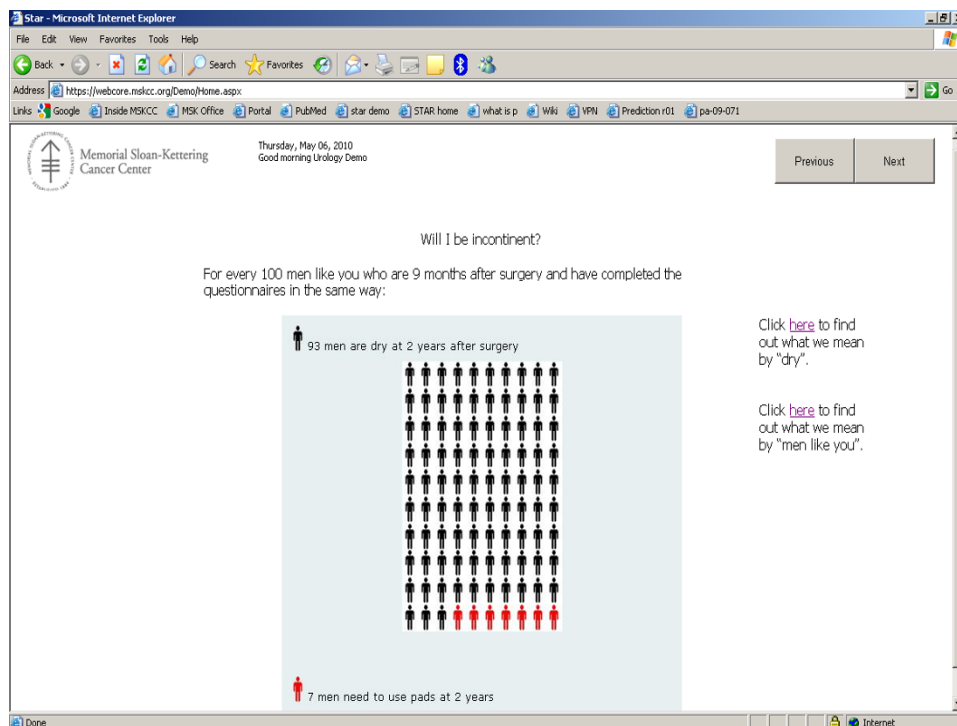 Star - Microsoft Internet Explorer
File Edit View Favorites Tools Help
Back Search Favorites
Address https://webcore.mskcc.org/Demo/Home.aspx Go
Links Google Inside MSKCC MSK Office Portal PubMed star demo STAR home what is p Wiki VPN Prediction r01 pa-09-071
Memorial Sloan-Kettering
Cancer Center
Thursday, May 06, 2010
Good morning Urology Demo
Previous Next
Will I be incontinent?
For every 100 men like you who are 9 months after surgery and have completed the
questionnaires in the same way:
93 men are dry at 2 years after surgery
7 men need to use pads at 2 years
Click here to find
out what we mean
by "dry".
Click here to find
out what we mean
by "men like you".
Done Internet